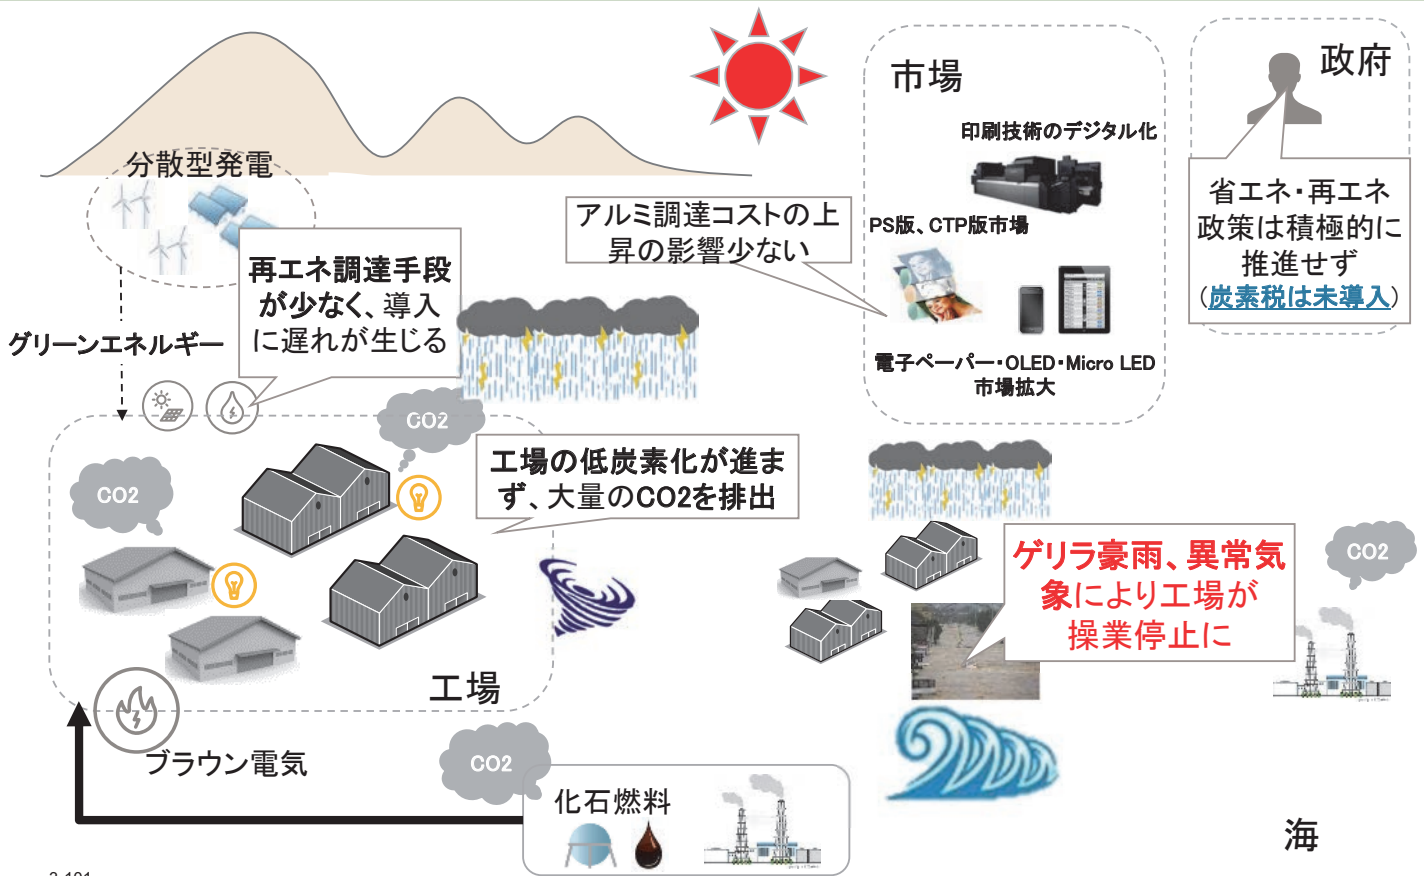 市場
政府
印刷技術のデジタル化
分散型発電
省エネ・再エネ
政策は積極的に
推進せず
(炭素税は未導入)
アルミ調達コストの上
昇の影響少ない
PS版、CTP版市場
再エネ調達手段
が少なく、導入
に遅れが生じる
グリーンエネルギー
電子ペーパー・OLED・Micro LED
市場拡大
CO2
工場の低炭素化が進ま
ず、大量のCO2を排出
CO2
ゲリラ豪雨、異常気
象により工場が
操業停止に
CO2
工場
ブラウン電気
CO2
化石燃料
海